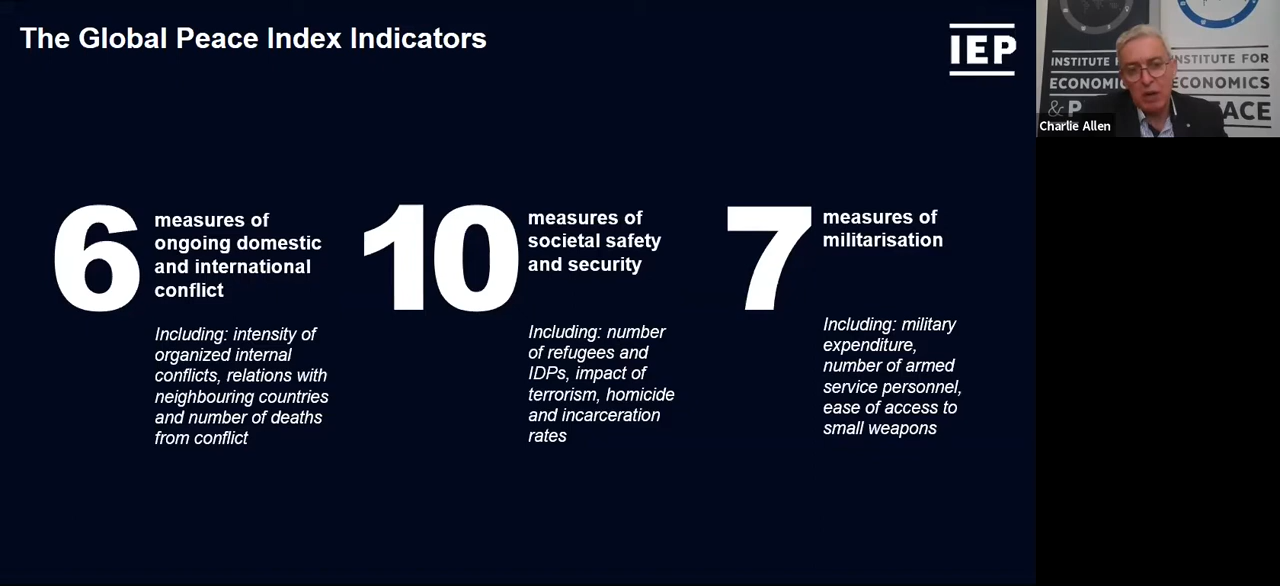 The Global Peace Index Indicators
IEP
6
measures of
ongoing domestic
and international
conflict
Including: intensity of
organized internal
conflicts, relations with
neighbouring countries
and number of deaths
from conflict
10
measures of
societal safety
and security
Including: number
of refugees and
IDPs, impact of
terrorism, homicide
and incarceration
rates
7
measures of
militarisation
Including: military
expenditure,
number of armed
service personnel,
ease of access to
small weapons
INSTITUTE
ECONOMIC
& P
INSTITUTE FOR
ECONOMICS
PEACE
Charlie Allen